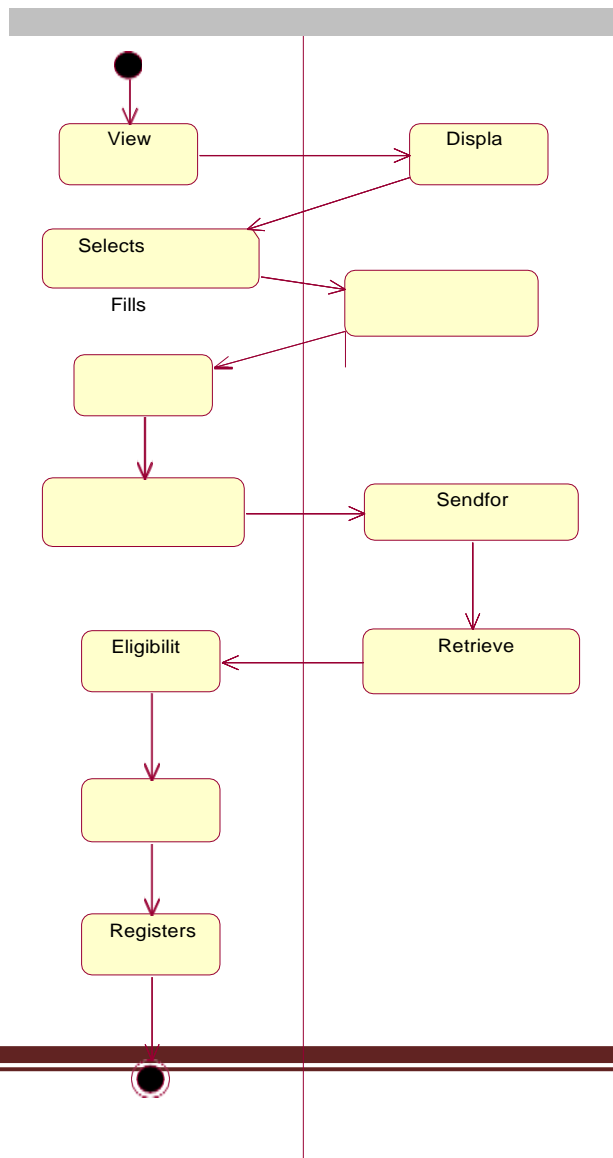 View
Displa
Selects
Fills
Sendfor
Eligibilit
Retrieve
Registers